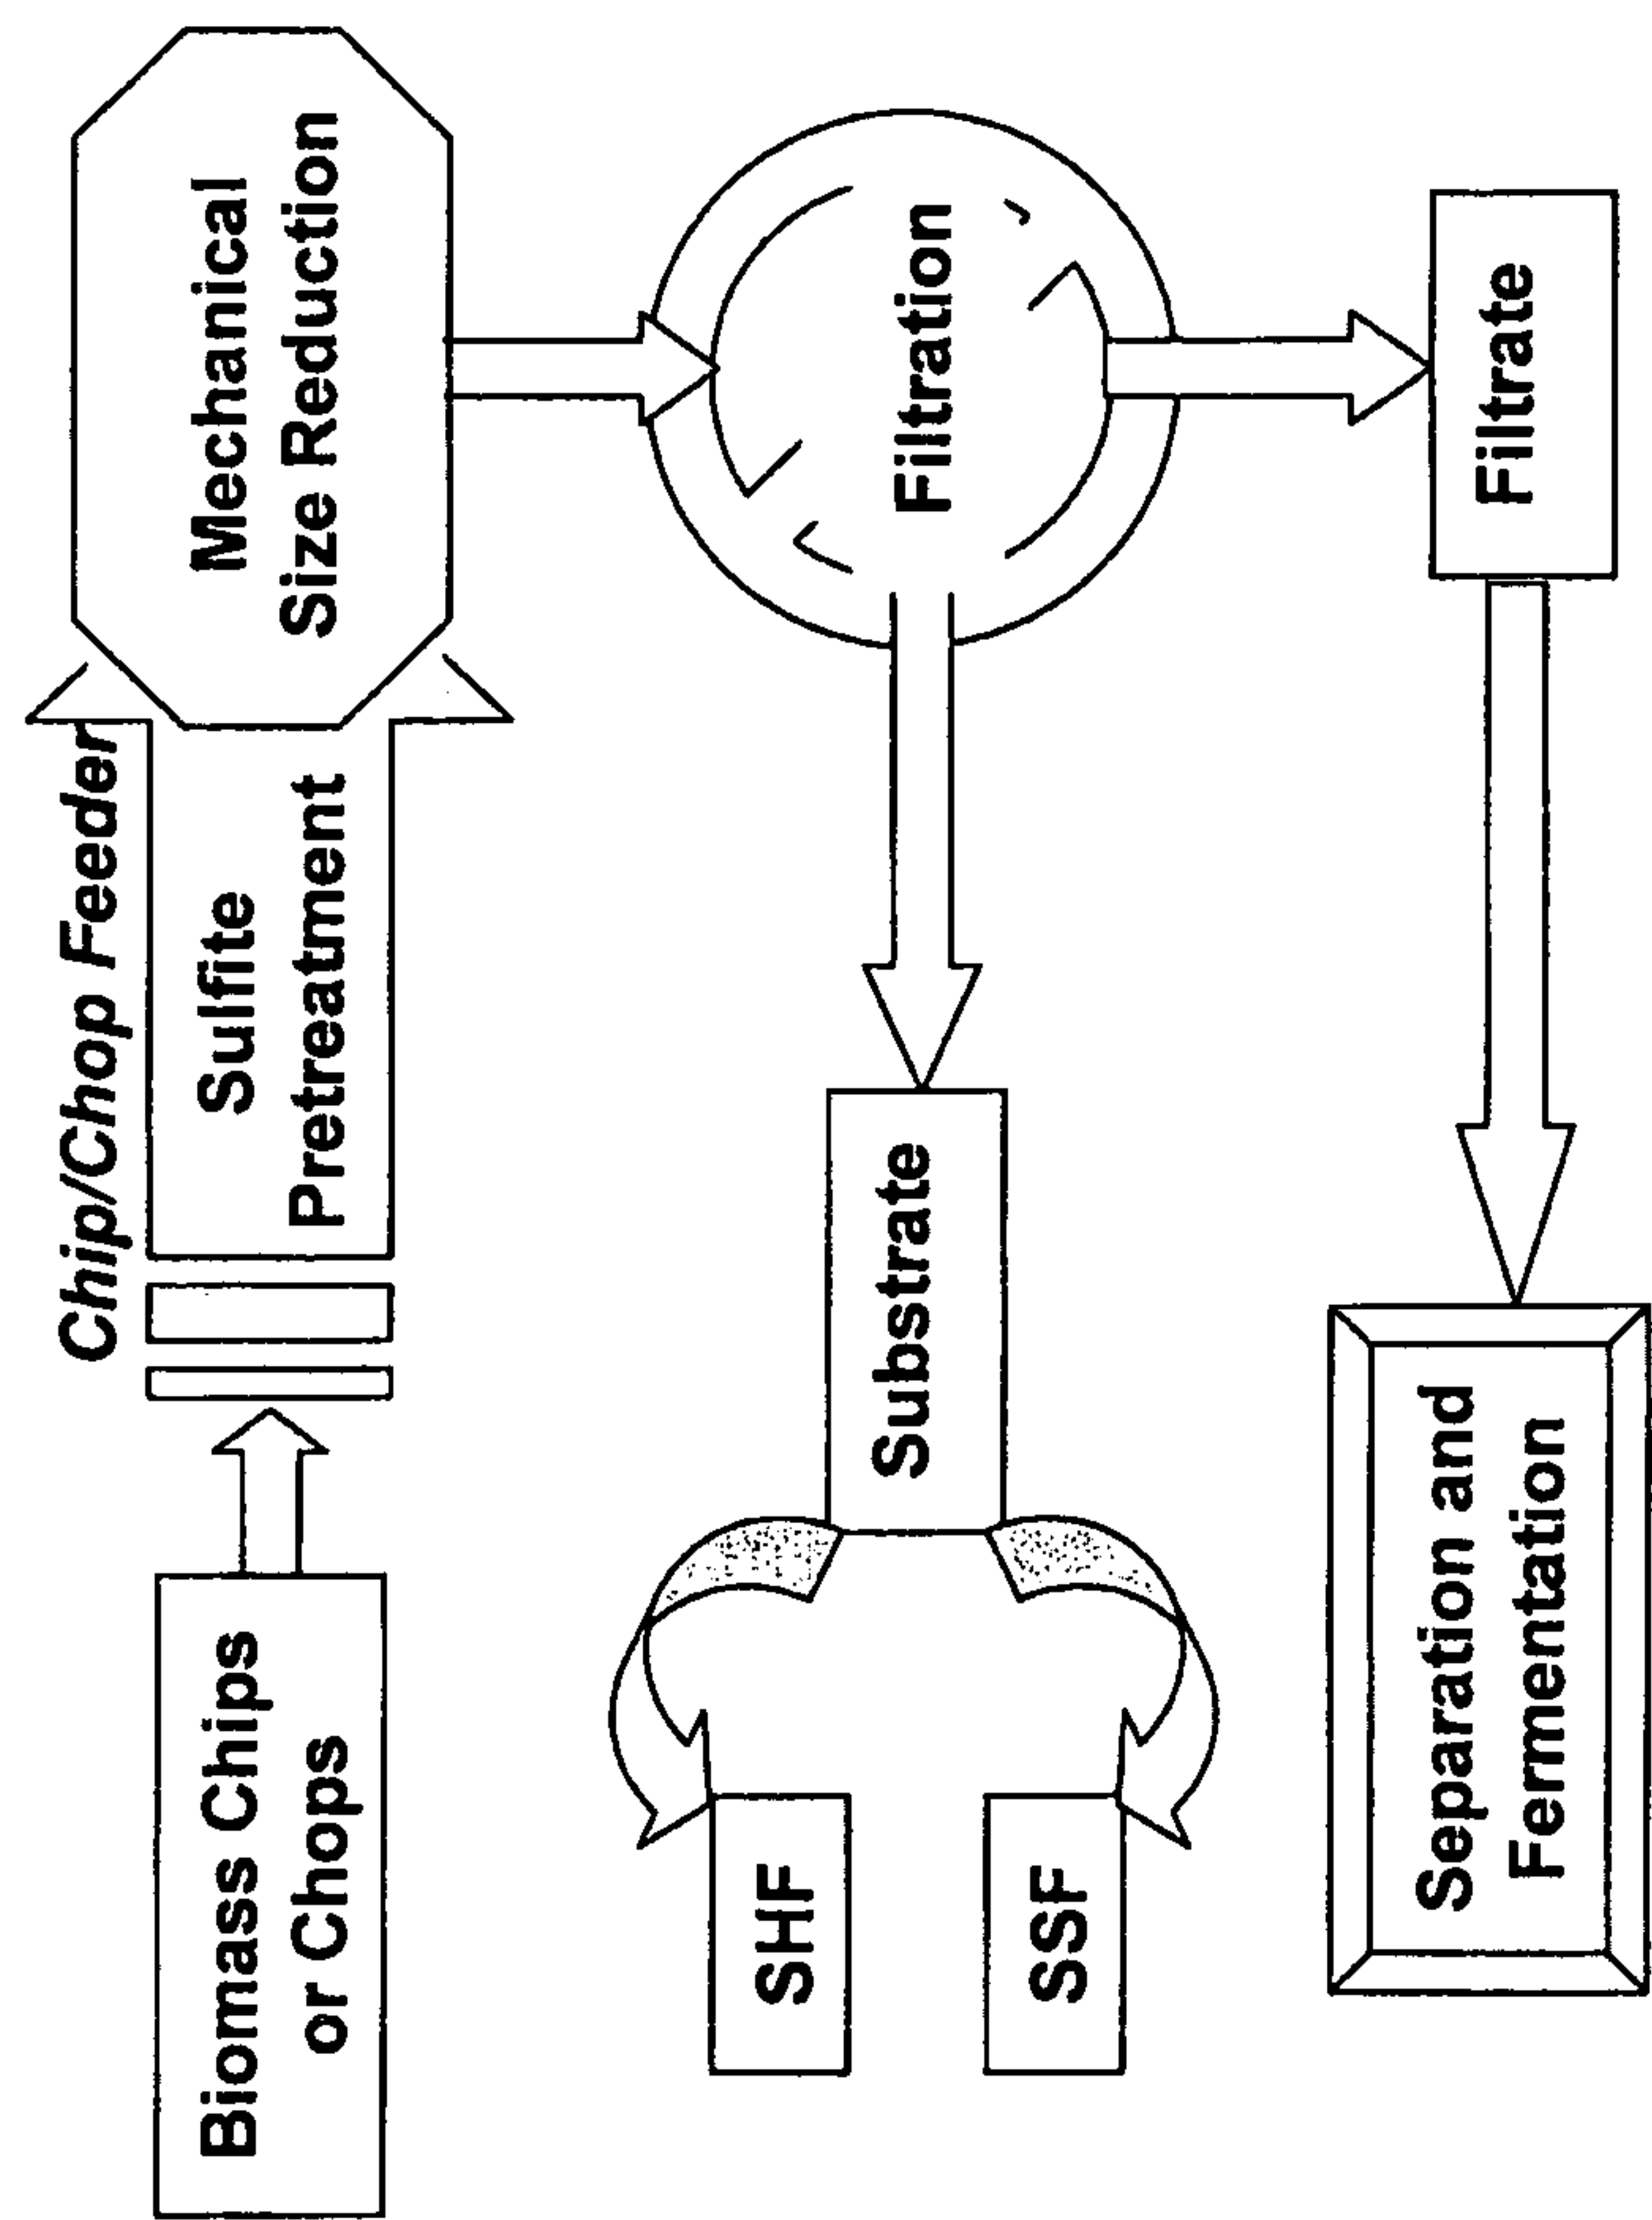 Biomass Chips
or Chops
Chip/Chop Feeder
Sulfite
Pretreatment
Mechanical
Size Reduction
Filtration
Substrate
SHF
SSF
Filtrate
Separation and
Fermentation